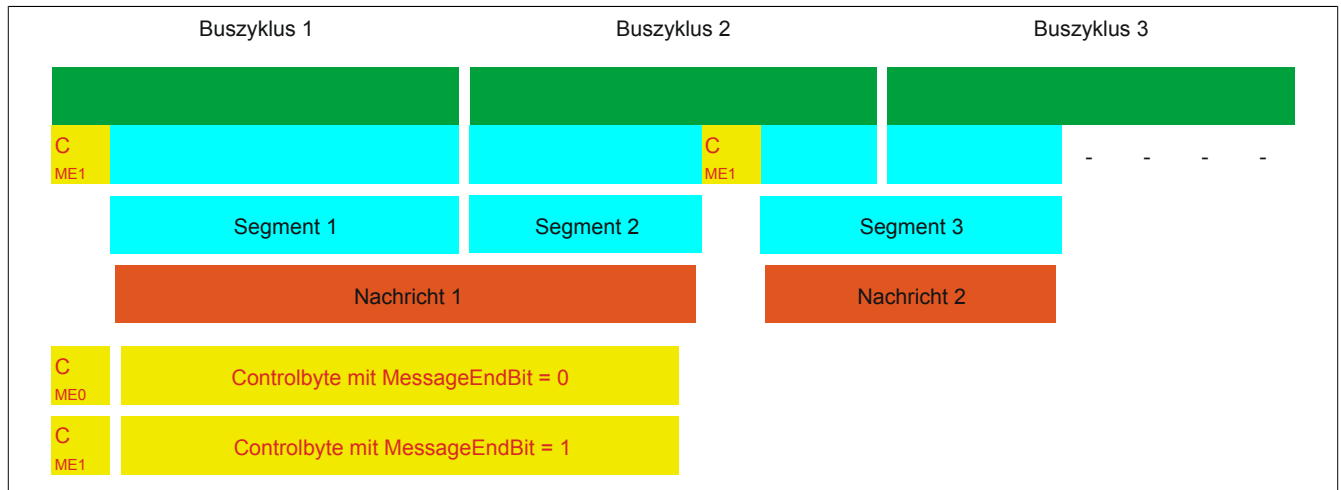 Buszyklus 1 Buszyklus 2 Buszyklus 3
C C
ME1 ME1 - - - -
Segment 1 Segment 2 Segment 3
Nachricht 1 Nachricht 2
C
ME0 Controlbyte mit MessageEndBit = 0
C
ME1 Controlbyte mit MessageEndBit = 1